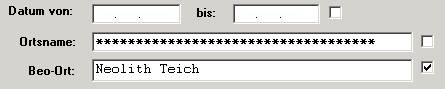 Datum von: . . bis: . .
Ortsname: ***********************************
Beo-Ort: Neolith Teich